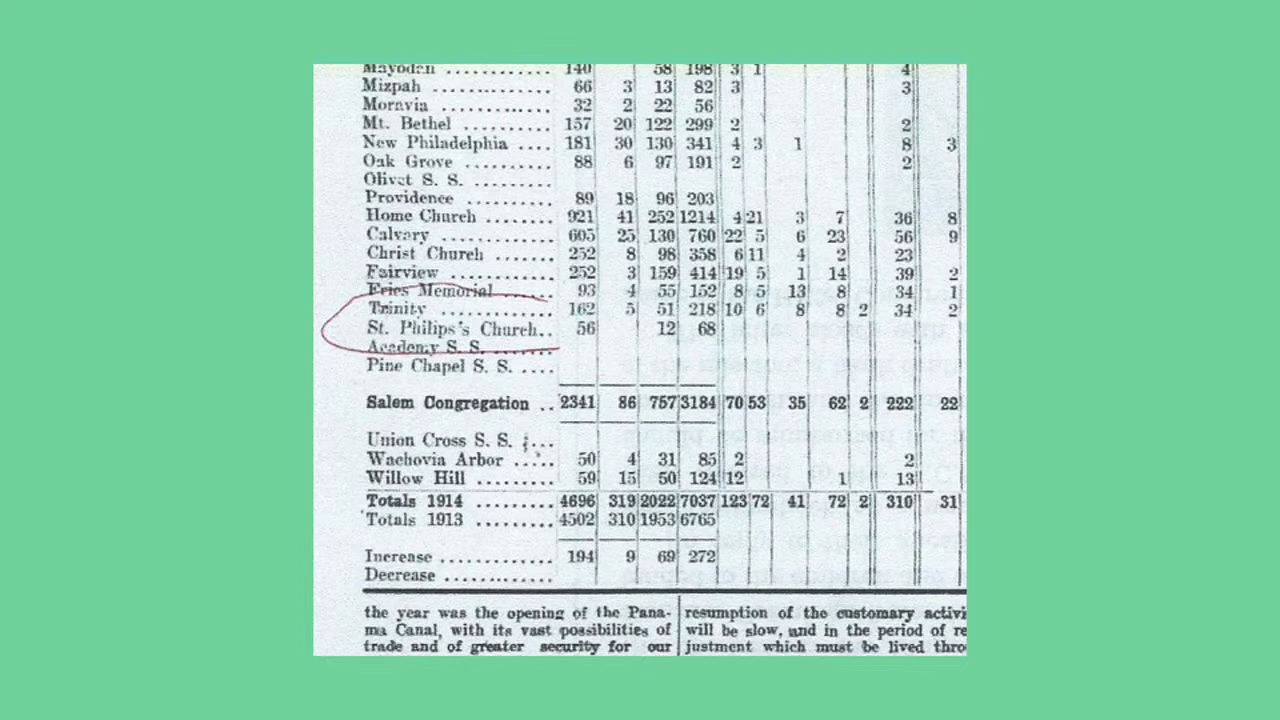 Mayodan ............ 140 58 198 3 1 4
Mizpah ............. 66 3 13 82 3 3
Moravia ............ 32 2 22 56
Mt. Bethel .......... 157 20 122 299 2 2
New Philadelphia .... 181 30 130 341 4 3 1 8 3
Oak Grove .......... 88 6 97 191 2 2
Olivet S. S. .........
Providence .......... 89 18 96 203
Home Church ........ 921 41 252 1214 4 21 3 7 36 8
Calvary ............. 605 25 130 760 22 5 6 23 56 9
Christ Church ....... 252 8 98 358 6 11 4 2 23
Fairview ............ 252 3 159 414 19 5 1 14 39 2
Fries Memorial ...... 93 4 55 152 8 5 13 8 34 1
Trinity ............. 162 5 51 218 10 6 8 8 2 34 2
St. Philips's Church.. 56 12 68
Academy S. S. .......
Pine Chapel S. S. ....
Salem Congregation .. 2341 86 757 3184 70 53 35 62 2 222 22
Union Cross S. S. ....
Wachovia Arbor ..... 50 4 31 85 2 2
Willow Hill ......... 59 15 50 124 12 1 13
Totals 1914 ......... 4696 319 2022 7037 123 72 41 72 2 310 31
Totals 1913 ......... 4502 310 1953 6765
Increase ............ 194 9 69 272
Decrease ............
the year was the opening of the Pana-
ma Canal, with its vast possibilities of
trade and of greater security for our
resumption of the customary activi
will be slow, and in the period of re
justment which must be lived thro